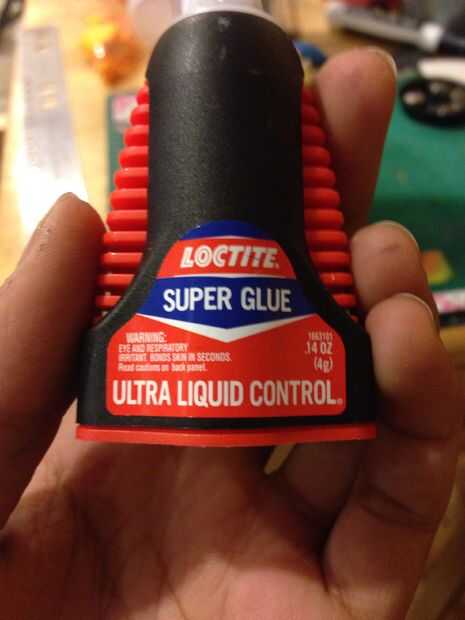 LOCTITE.
SUPER GLUE
WARNING:
EYE AND RESPIRATORY
IRRITANT. BONDS SKIN IN SECONDS.
Read cautions on back panel.
1663101
.14 OZ
(4g)
ULTRA LIQUID CONTROL®